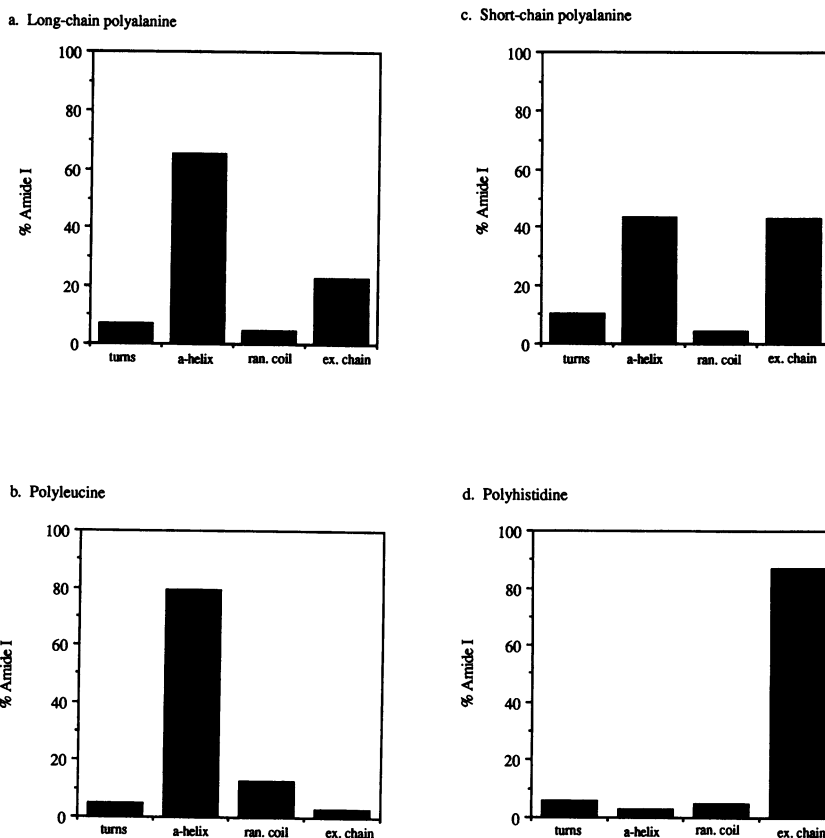 a. Long-chain polyalanine
% Amide I
100
80
60
40
20
0
turns a-helix ran. coil ex. chain
c. Short-chain polyalanine
% Amide I
100
80
60
40
20
0
turns a-helix ran. coil ex. chain
b. Polyleucine
% Amide I
100
80
60
40
20
0
turns a-helix ran. coil ex. chain
d. Polyhistidine
% Amide I
100
80
60
40
20
0
turns a-helix ran. coil ex. chain